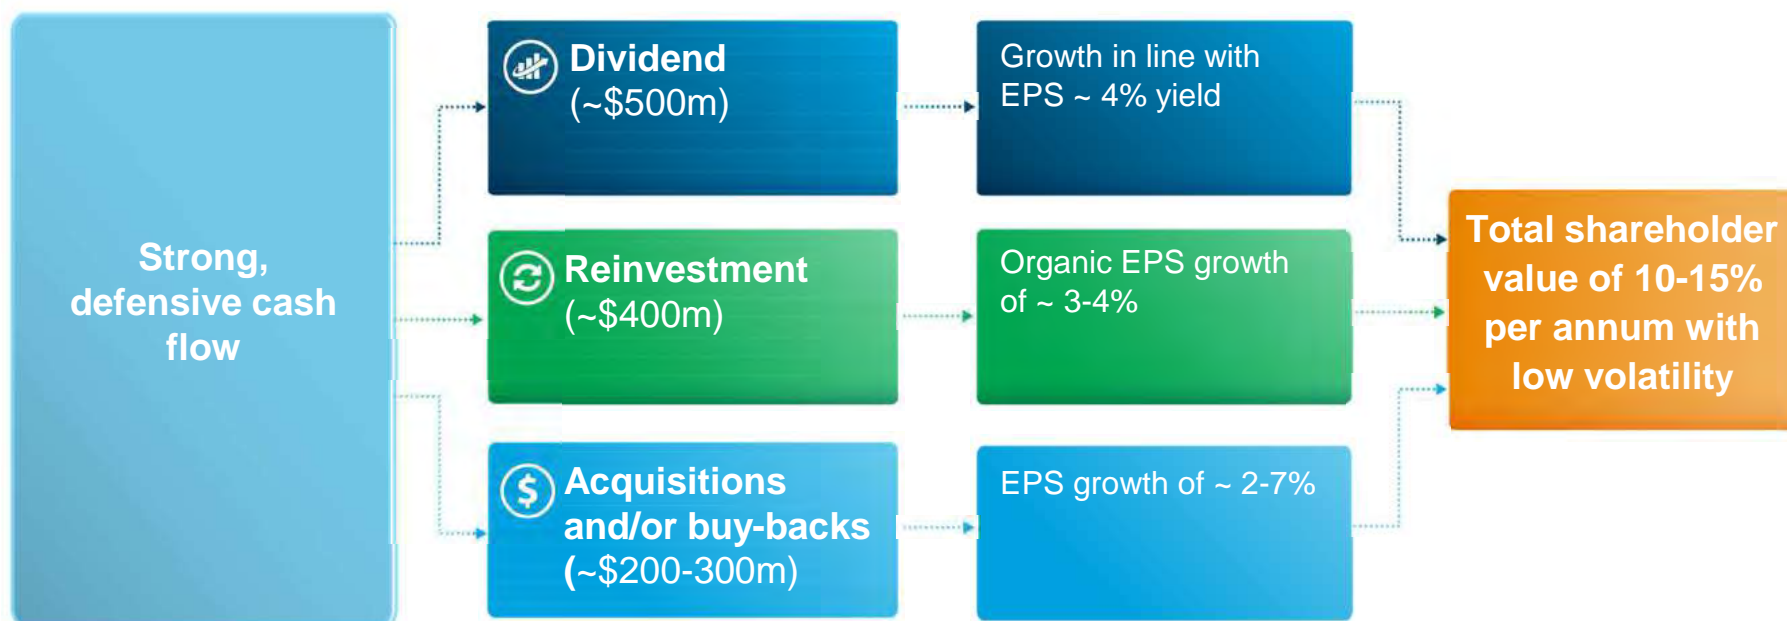 Strong,
defensive cash
flow
Dividend
(~$500m)
Growth in line with
EPS ~ 4% yield
Reinvestment
(~$400m)
Organic EPS growth
of ~ 3-4%
Acquisitions
and/or buy-backs
(~$200-300m)
EPS growth of ~ 2-7%
Total shareholder
value of 10-15%
per annum with
low volatility